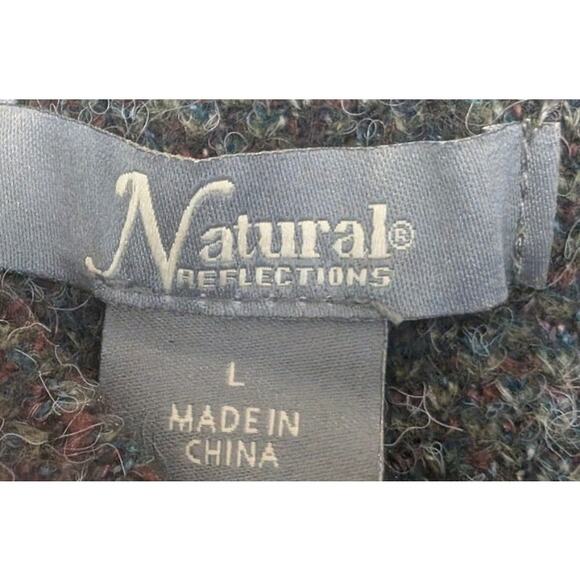 Natural®
REFLECTIONS
L
MADE IN
CHINA